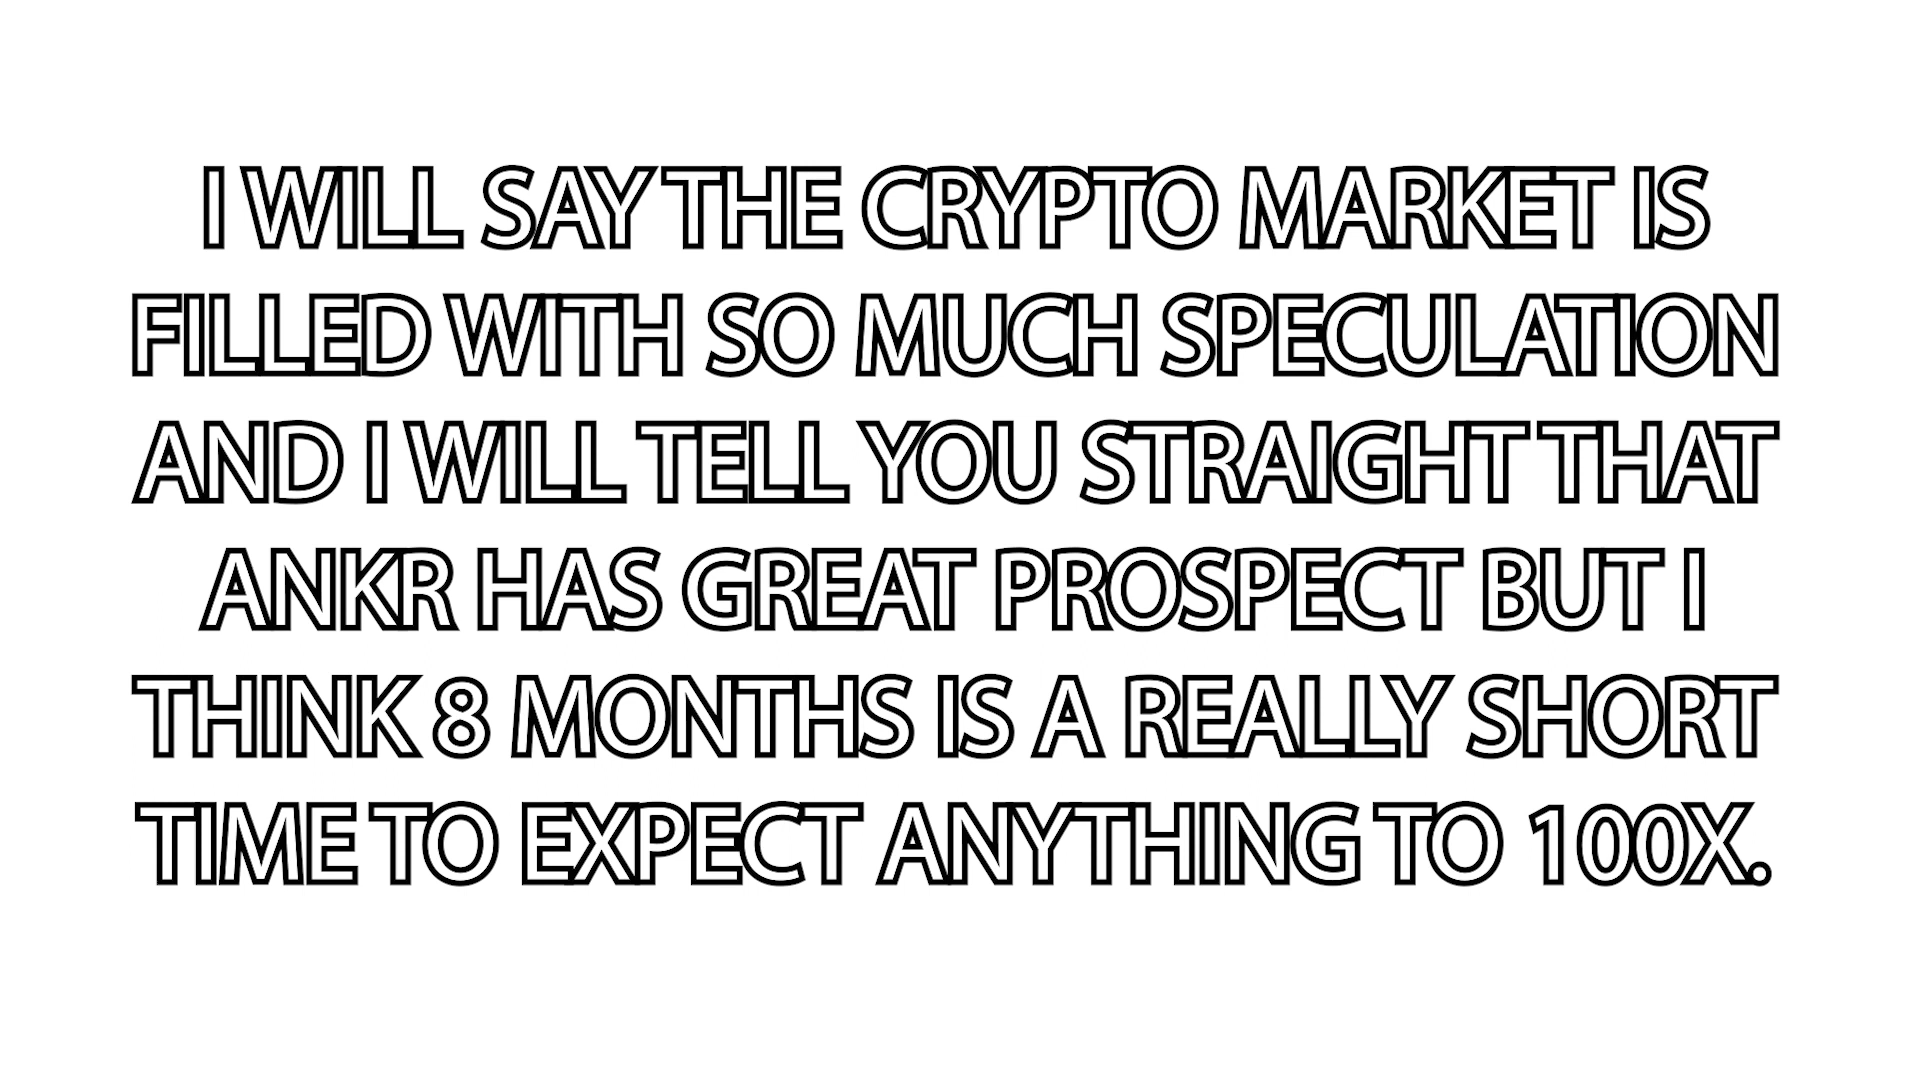 I WILL SAY THE CRYPTO MARKET IS
FILLED WITH SO MUCH SPECULATION
AND I WILL TELL YOU STRAIGHT THAT
ANKR HAS GREAT PROSPECT BUT I
THINK 8 MONTHS IS A REALLY SHORT
TIME TO EXPECT ANYTHING TO 100X.